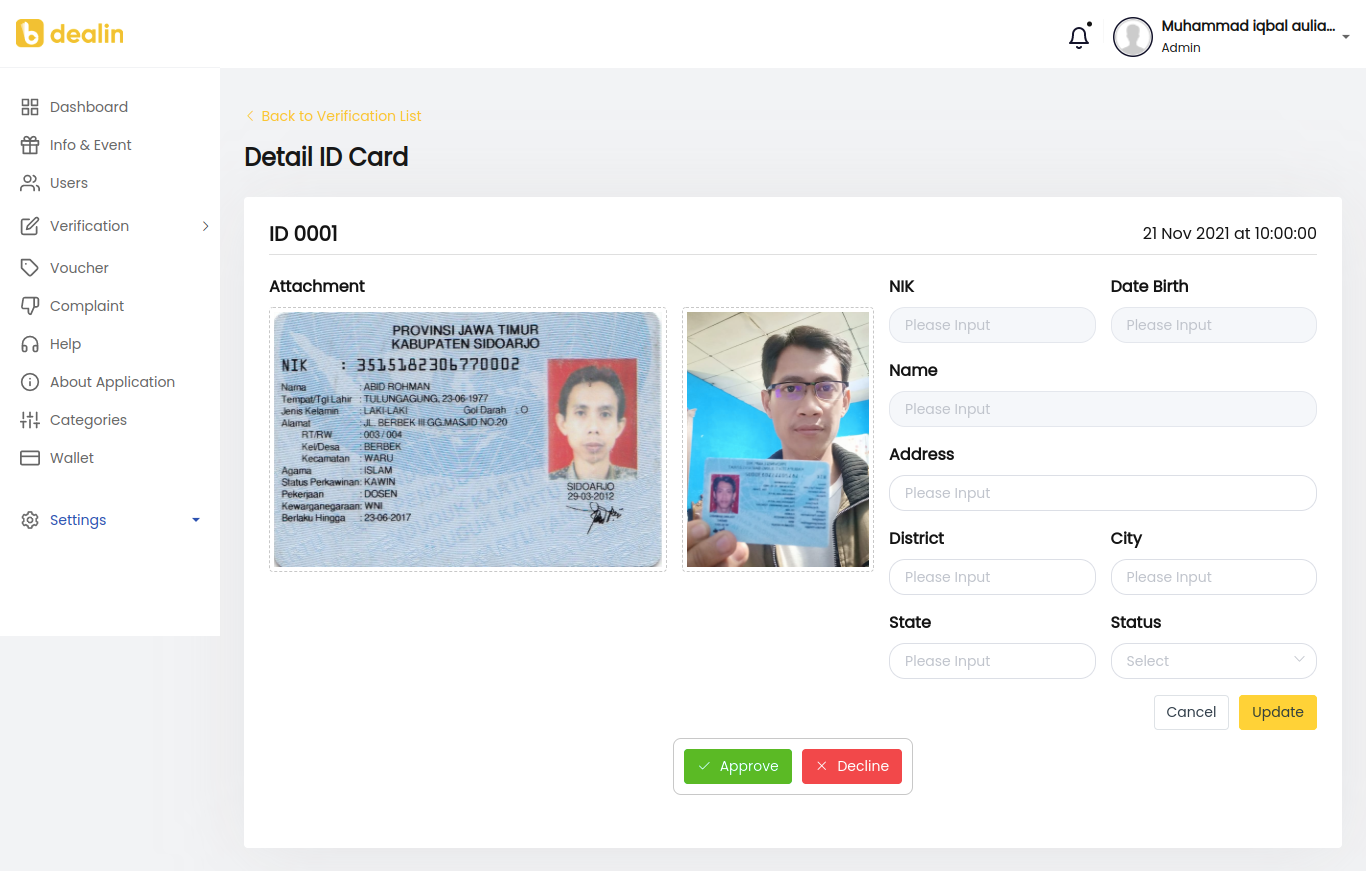 dealin
Muhammad iqbal aulia...
Admin
Dashboard
Info & Event
Users
Verification
Voucher
Complaint
Help
About Application
Categories
Wallet
Settings
Back to Verification List
Detail ID Card
ID 0001
21 Nov 2021 at 10:00:00
Attachment
PROVINSI JAWA TIMUR
KABUPATEN SIDOARJO
NIK : 3515182306770002
Nama : ABID ROHMAN
Tempat/Tgl Lahir : TULUNGAGUNG, 23-06-1977
Jenis Kelamin : LAKI-LAKI Gol Darah : O
Alamat : JL. BERBEK III GG.MASJID NO:20
RT/RW : 003 / 004
Kel/Desa : BERBEK
Kecamatan : WARU
Agama : ISLAM
Status Perkawinan: KAWIN
Pekerjaan : DOSEN
Kewarganegaraan: WNI
Berlaku Hingga : 23-06-2017
SIDOARJO
29-03-2012
NIK
Date Birth
Please Input
Please Input
Name
Please Input
Address
Please Input
District
City
Please Input
Please Input
State
Status
Please Input
Select
Cancel
Update
Approve
Decline